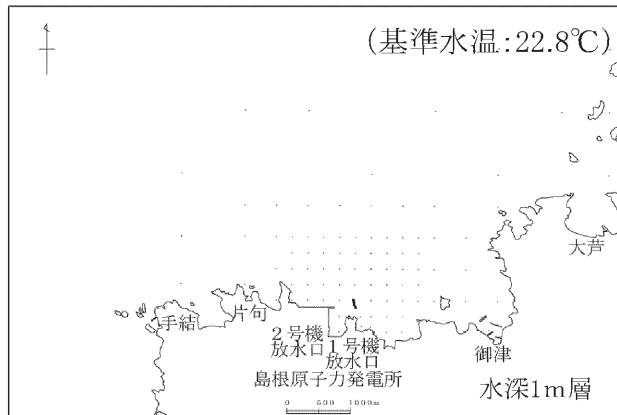 (基準水温:22.8℃)
大芦
手結
片句
2号機
放水口
1号機
放水口
御津
島根原子力発電所
水深1m層
0 500 1000m